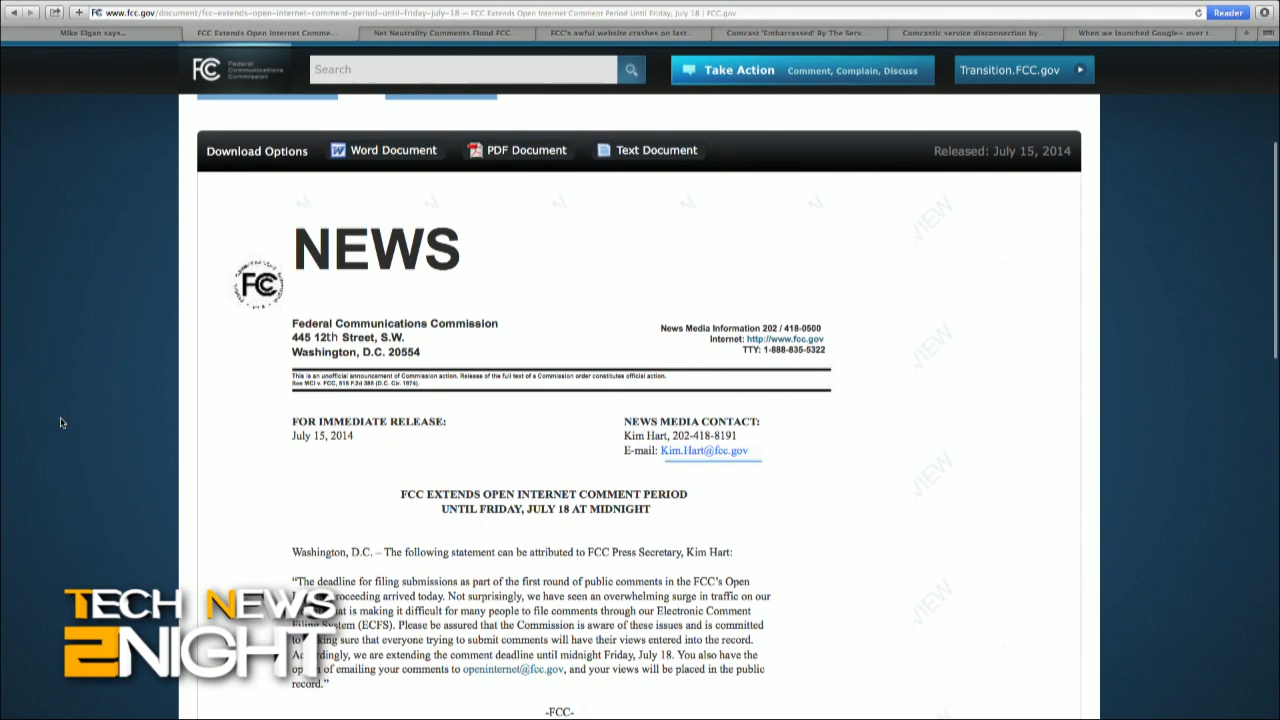 www.fcc.gov/document/fcc-extends-open-internet-comment-period-until-friday-july-18 — FCC Extends Open Internet Comment Period Until Friday, July 18 | FCC.gov
Reader
Mike Elgan says...
FCC Extends Open Internet Comme...
Net Neutrality Comments Flood FCC...
FCC's awful website crashes on last...
Comcast 'Embarrassed' By The Serv...
Comcastic service disconnection by...
When we launched Google+ over t...
FCC Federal Communications Commission
Search
Take Action Comment, Complain, Discuss
Transition.FCC.gov
Download Options Word Document PDF Document Text Document Released: July 15, 2014
NEWS
FCC
Federal Communications Commission
445 12th Street, S.W.
Washington, D.C. 20554
News Media Information 202 / 418-0500
Internet: http://www.fcc.gov
TTY: 1-888-835-5322
This is an unofficial announcement of Commission action. Release of the full text of a Commission order constitutes official action.
See MCI v. FCC, 515 F.2d 385 (D.C. Cir. 1974).
FOR IMMEDIATE RELEASE:
July 15, 2014
NEWS MEDIA CONTACT:
Kim Hart, 202-418-8191
E-mail: Kim.Hart@fcc.gov
FCC EXTENDS OPEN INTERNET COMMENT PERIOD
UNTIL FRIDAY, JULY 18 AT MIDNIGHT
Washington, D.C. – The following statement can be attributed to FCC Press Secretary, Kim Hart:
"The deadline for filing submissions as part of the first round of public comments in the FCC's Open
proceeding arrived today. Not surprisingly, we have seen an overwhelming surge in traffic on our
that is making it difficult for many people to file comments through our Electronic Comment
Filing System (ECFS). Please be assured that the Commission is aware of these issues and is committed
to making sure that everyone trying to submit comments will have their views entered into the record.
Accordingly, we are extending the comment deadline until midnight Friday, July 18. You also have the
option of emailing your comments to openinternet@fcc.gov, and your views will be placed in the public
record."
-FCC-
VIEW
VIEW
VIEW
VIEW
TECH NEWS
2NIGHT